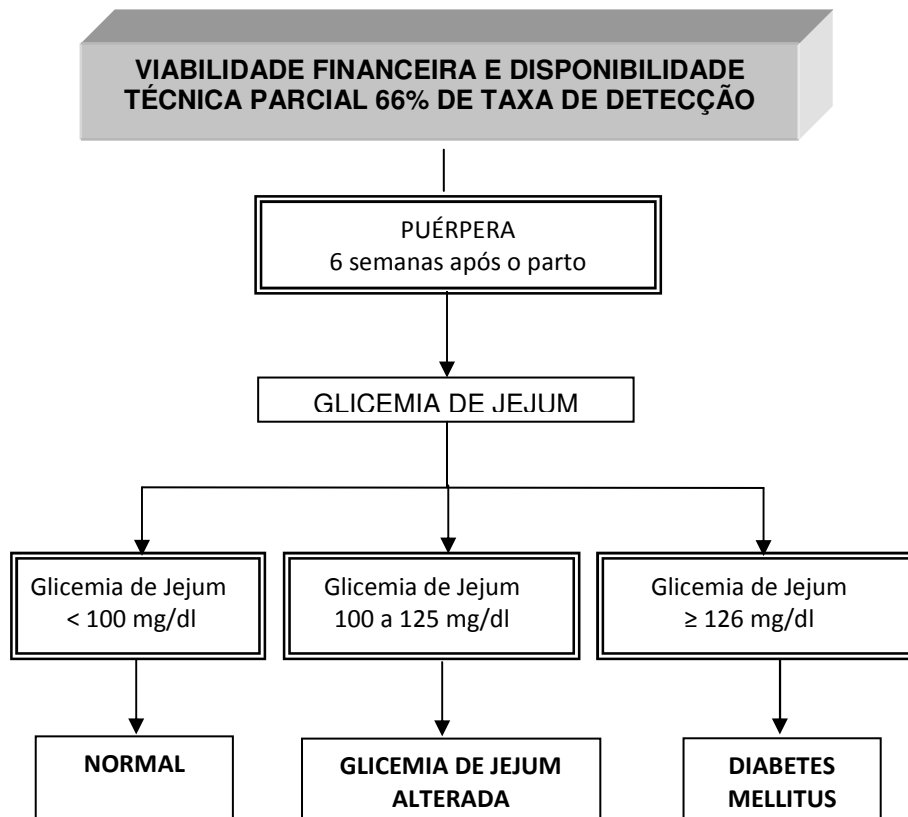 VIABILIDADE FINANCEIRA E DISPONIBILIDADE
TÉCNICA PARCIAL 66% DE TAXA DE DETECÇÃO
PUÉRPERA
6 semanas após o parto
GLICEMIA DE JEJUM
Glicemia de Jejum
< 100 mg/dl
Glicemia de Jejum
100 a 125 mg/dl
Glicemia de Jejum
≥ 126 mg/dl
NORMAL
GLICEMIA DE JEJUM
ALTERADA
DIABETES
MELLITUS